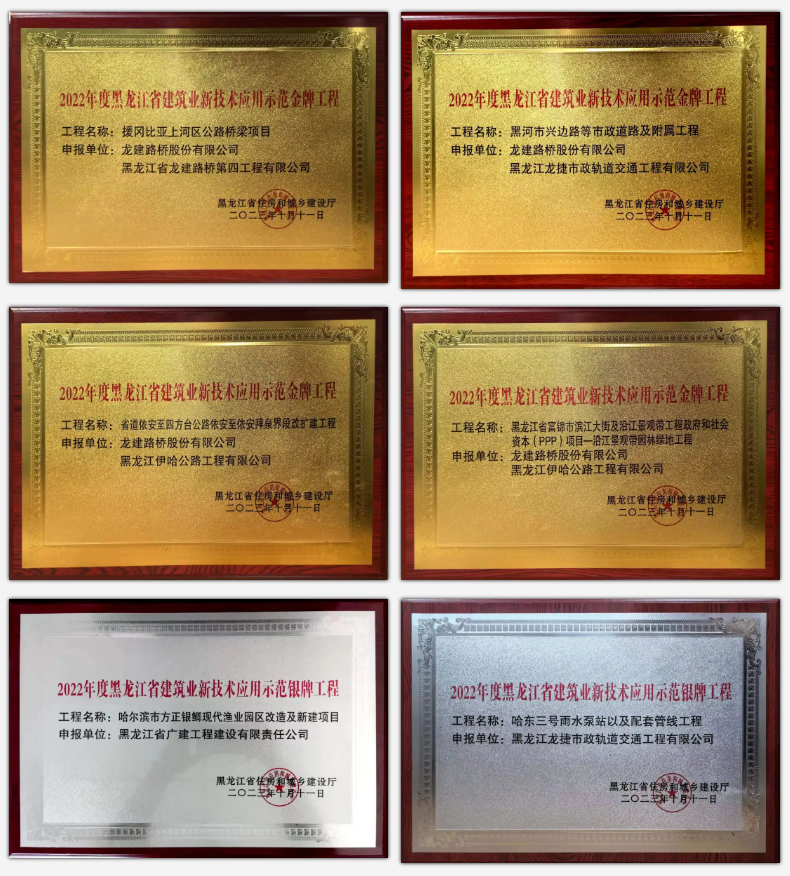 2022年度黑龙江省建筑业新技术应用示范金牌工程
工程名称：援冈比亚上河区公路桥梁项目
申报单位：龙建路桥股份有限公司
黑龙江省龙建路桥第四工程有限公司
黑龙江省住房和城乡建设厅
二〇二三年十月十一日
2022年度黑龙江省建筑业新技术应用示范金牌工程
工程名称：黑河市兴边路等市政道路及附属工程
申报单位：龙建路桥股份有限公司
黑龙江龙捷市政轨道交通工程有限公司
黑龙江省住房和城乡建设厅
二〇二三年十月十一日
2022年度黑龙江省建筑业新技术应用示范金牌工程
工程名称：省道依安至四方台公路依安至依安拜泉界段改扩建工程
申报单位：龙建路桥股份有限公司
黑龙江伊哈公路工程有限公司
黑龙江省住房和城乡建设厅
二〇二三年十月十一日
2022年度黑龙江省建筑业新技术应用示范金牌工程
工程名称：黑龙江省富锦市滨江大街及沿江景观带工程政府和社会
资本（PPP）项目—沿江景观带园林绿地工程
申报单位：龙建路桥股份有限公司
黑龙江伊哈公路工程有限公司
黑龙江省住房和城乡建设厅
二〇二三年十月十一日
2022年度黑龙江省建筑业新技术应用示范银牌工程
工程名称：哈尔滨市方正银鲫现代渔业园区改造及新建项目
申报单位：黑龙江省广建工程建设有限责任公司
黑龙江省住房和城乡建设厅
二〇二三年十月十一日
2022年度黑龙江省建筑业新技术应用示范银牌工程
工程名称：哈东三号雨水泵站以及配套管线工程
申报单位：黑龙江龙捷市政轨道交通工程有限公司
黑龙江省住房和城乡建设厅
二〇二三年十月十一日